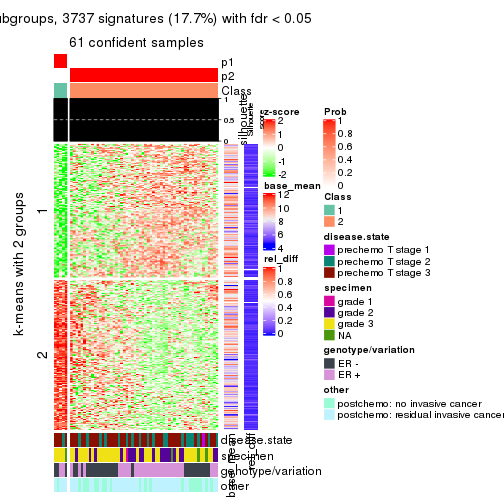 ubgroups, 3737 signatures (17.7%) with fdr < 0.05
61 confident samples
p1
p2
Class
1
0.5
0
silhouette
k-means with 2 groups
1
2
z-score
2
1
0
-1
-2
base_mean
12
10
8
6
4
rel_diff
1
0.8
0.6
0.4
0.2
0
Prob
1
0.8
0.6
0.4
0.2
0
Class
1
2
disease.state
prechemo T stage 1
prechemo T stage 2
prechemo T stage 3
specimen
grade 1
grade 2
grade 3
NA
genotype/variation
ER -
ER +
other
postchemo: no invasive cancer
postchemo: residual invasive cancer
disease.state
specimen
genotype/variation
other
base_mean
rel_diff